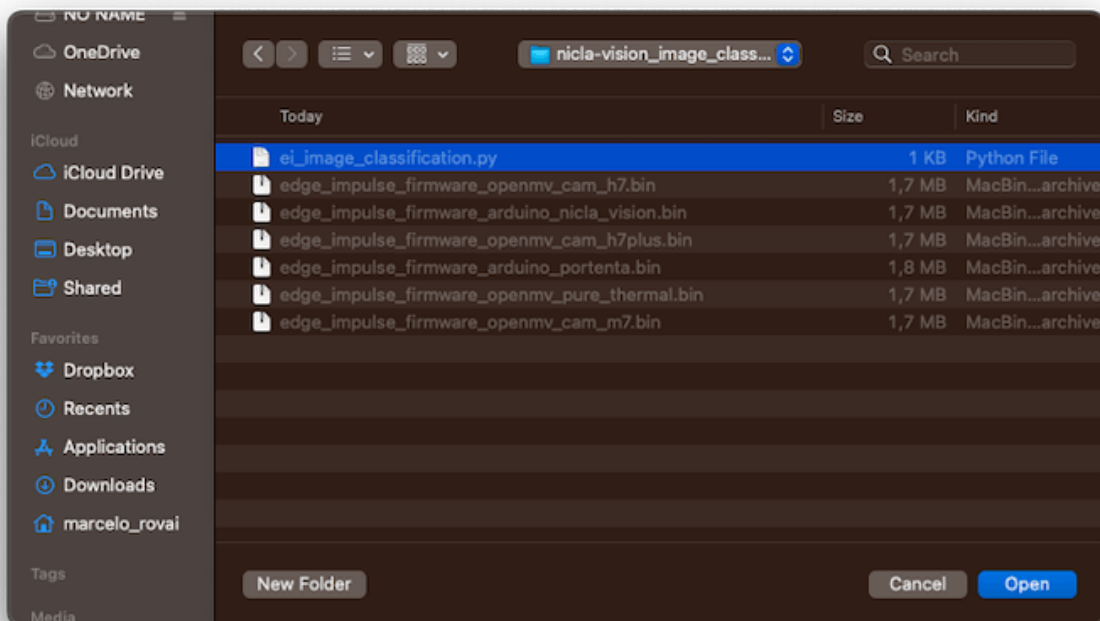 NO NAME
OneDrive
Network
iCloud
iCloud Drive
Documents
Desktop
Shared
Favorites
Dropbox
Recents
Applications
Downloads
marcelo_rovai
Tags
Media
nicla-vision_image_class...
Search
Today Size Kind
ei_image_classification.py 1 KB Python File
edge_impulse_firmware_openmv_cam_h7.bin 1,7 MB MacBin...archive
edge_impulse_firmware_arduino_nicla_vision.bin 1,7 MB MacBin...archive
edge_impulse_firmware_openmv_cam_h7plus.bin 1,7 MB MacBin...archive
edge_impulse_firmware_arduino_portenta.bin 1,8 MB MacBin...archive
edge_impulse_firmware_openmv_pure_thermal.bin 1,7 MB MacBin...archive
edge_impulse_firmware_openmv_cam_m7.bin 1,7 MB MacBin...archive
New Folder Cancel Open